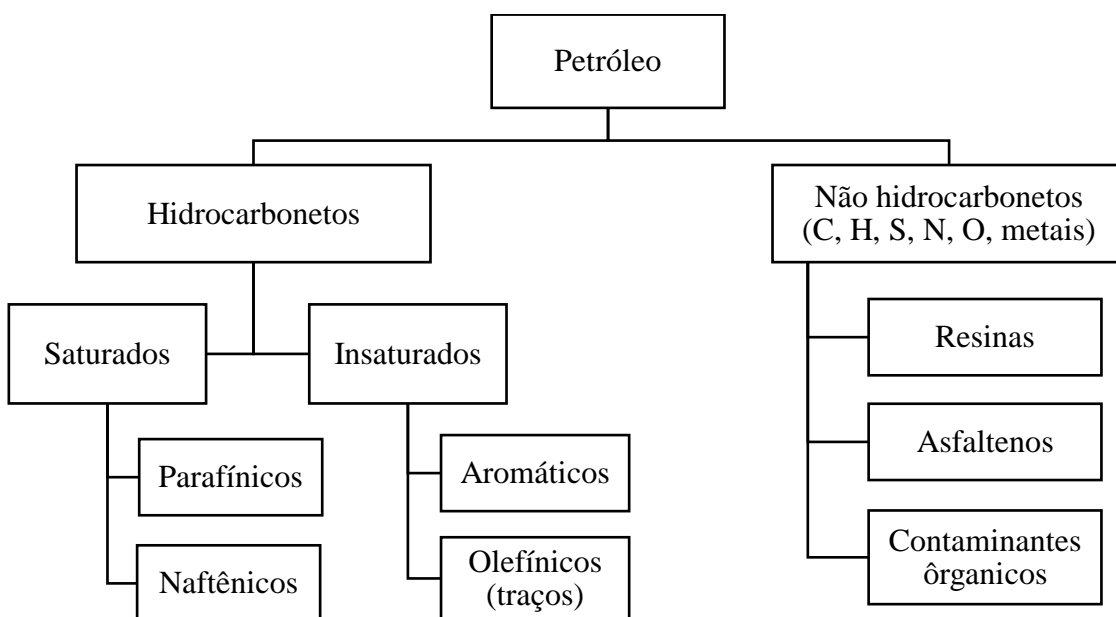 Petróleo
Hidrocarbonetos
Não hidrocarbonetos
(C, H, S, N, O, metais)
Saturados
Insaturados
Resinas
Parafínicos
Aromáticos
Asfaltenos
Naftênicos
Olefínicos
(traços)
Contaminantes
ôrganicos